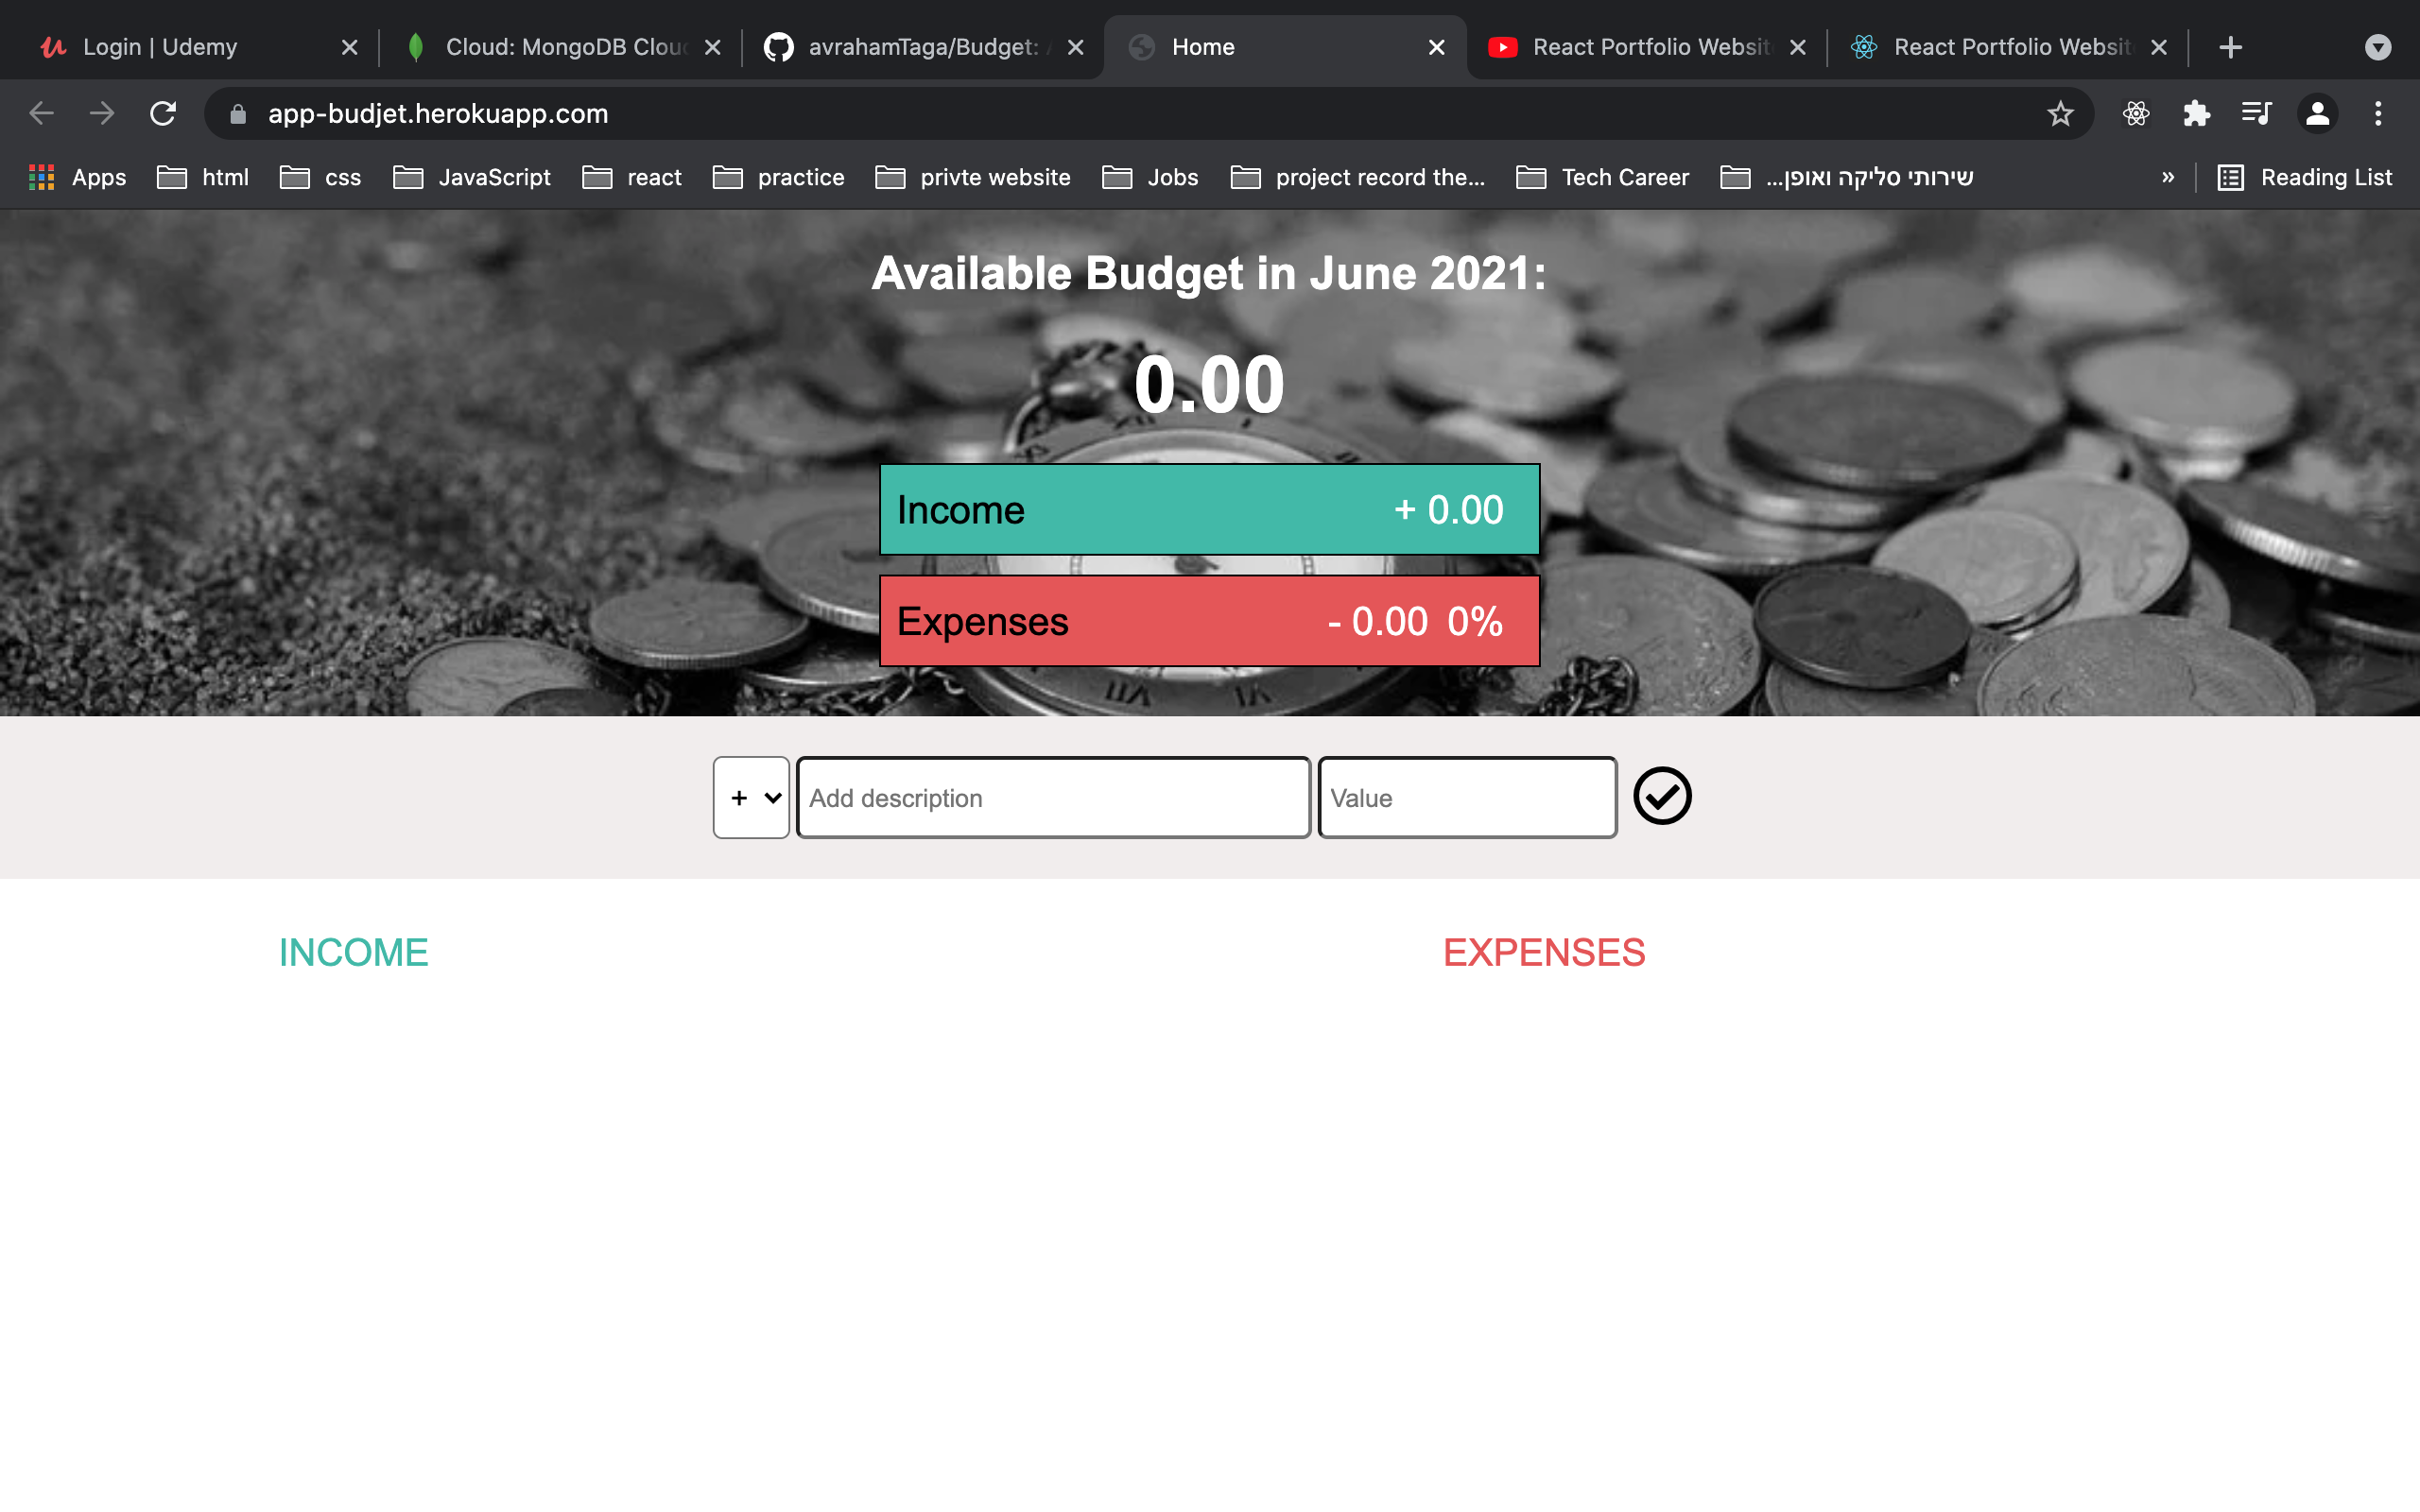 Login | Udemy
Cloud: MongoDB Clou
avrahamTaga/Budget:
Home
React Portfolio Websit
React Portfolio Websit
app-budjet.herokuapp.com
Apps
html
css
JavaScript
react
practice
privte website
Jobs
project record the...
Tech Career
שירותי סליקה ואופן...
»
Reading List
Available Budget in June 2021:
0.00
Income + 0.00
Expenses - 0.00 0%
+
Add description
Value
INCOME
EXPENSES